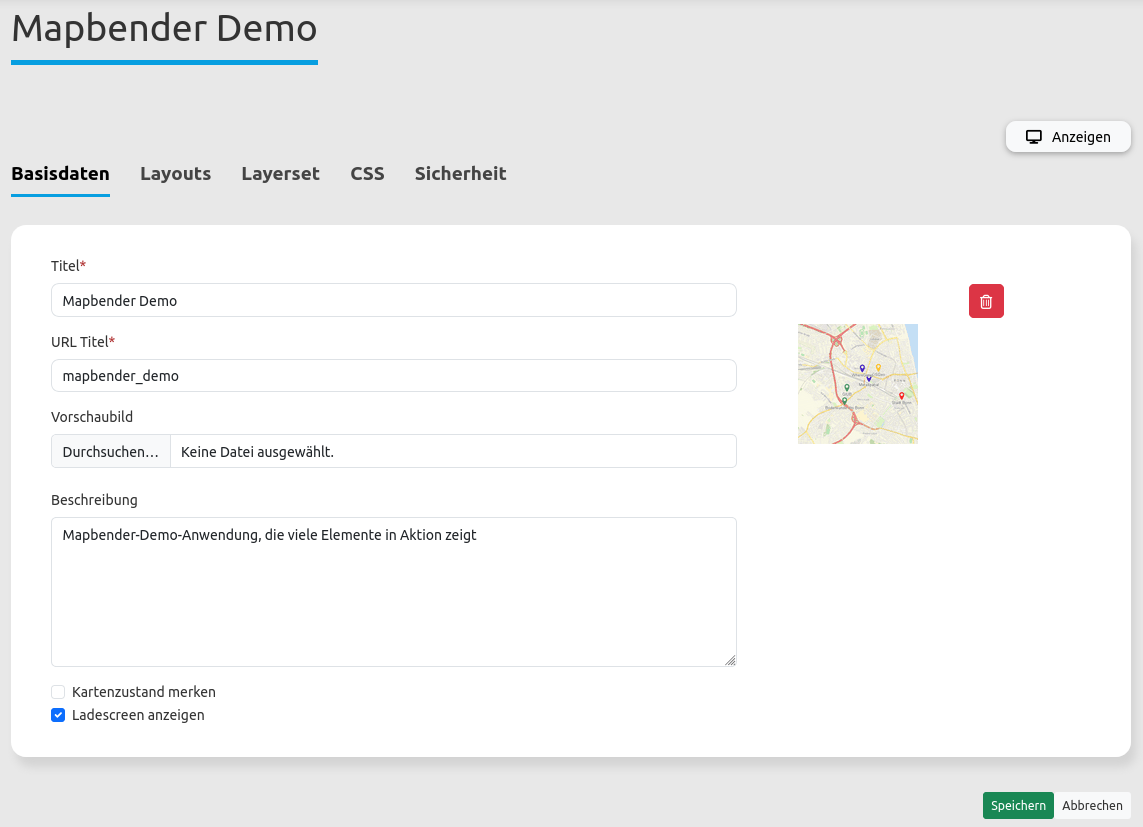 Mapbender Demo
Anzeigen
Basisdaten Layouts Layerset CSS Sicherheit
Titel*
Mapbender Demo
URL Titel*
mapbender_demo
Vorschaubild
Durchsuchen… Keine Datei ausgewählt.
Beschreibung
Mapbender-Demo-Anwendung, die viele Elemente in Aktion zeigt
Kartenzustand merken
Ladescreen anzeigen
Speichern Abbrechen